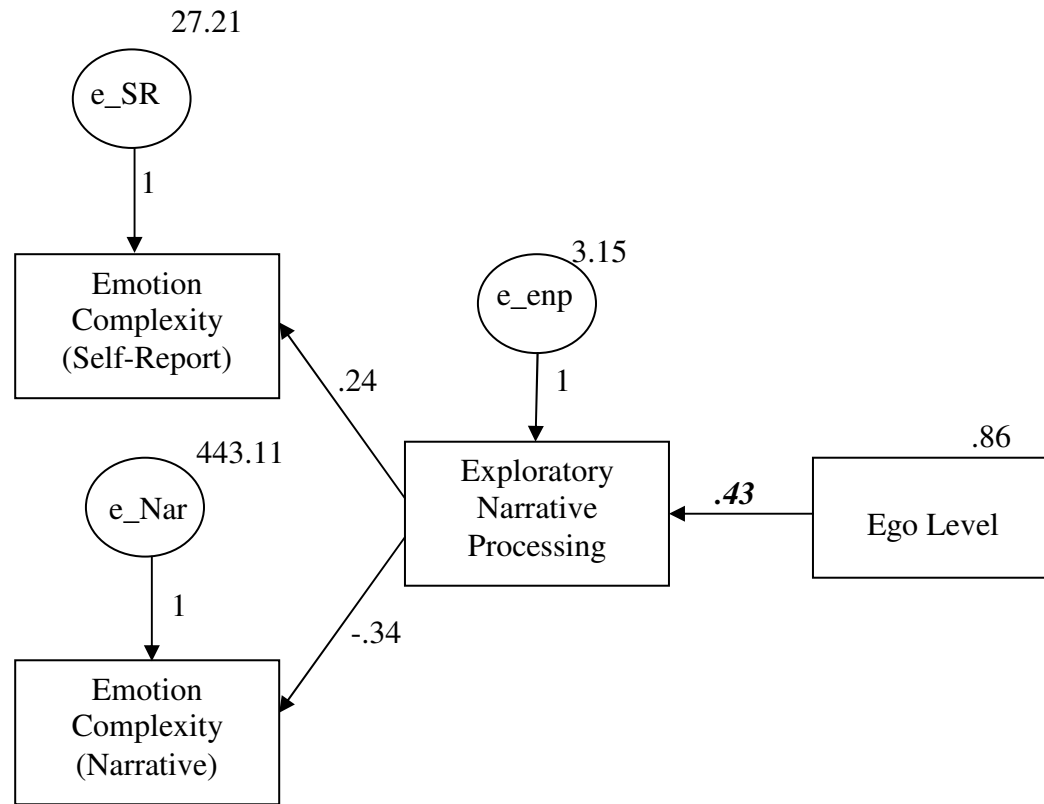 27.21
e_SR
1
Emotion
Complexity
(Self-Report)
3.15
e_enp
1
.24
443.11
e_Nar
1
Exploratory
Narrative
Processing
.43
.86
Ego Level
-.34
Emotion
Complexity
(Narrative)